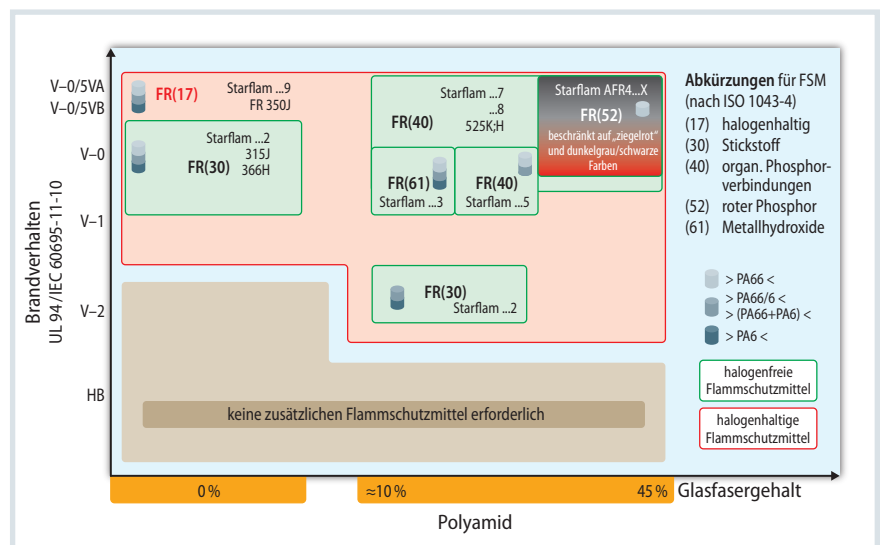 Brandverhalten
UL 94/IEC 60695-11-10
V–0/5VA
V–0/5VB
V–0
V–1
V–2
HB
FR(17)
Starflam ...9
FR 350J
Starflam ...2
315J
FR(30) 366H
Starflam ...7
...8
FR(40)
525K;H
FR(61)
Starflam ...3
FR(40)
Starflam ...5
Starflam AFR4...X
FR(52)
beschränkt auf „ziegelrot“
und dunkelgrau/schwarze
Farben
FR(30)
Starflam ...2
keine zusätzlichen Flammschutzmittel erforderlich
Abkürzungen für FSM
(nach ISO 1043-4)
(17) halogenhaltig
(30) Stickstoff
(40) organ. Phosphor-
verbindungen
(52) roter Phosphor
(61) Metallhydroxide
> PA66 <
> PA66/6 <
> (PA66+PA6) <
> PA6 <
halogenfreie
Flammschutzmittel
halogenhaltige
Flammschutzmittel
0 %
≈10 %
45 %
Glasfasergehalt
Polyamid